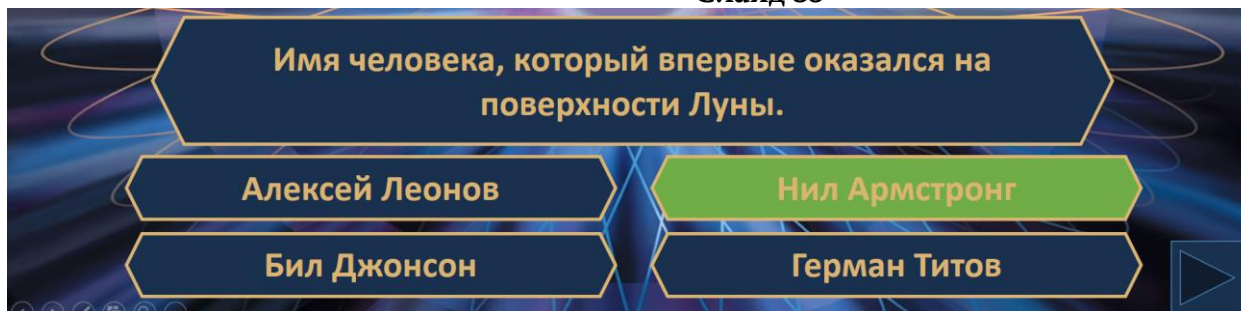 Имя человека, который впервые оказался на
поверхности Луны.
Алексей Леонов
Нил Армстронг
Бил Джонсон
Герман Титов